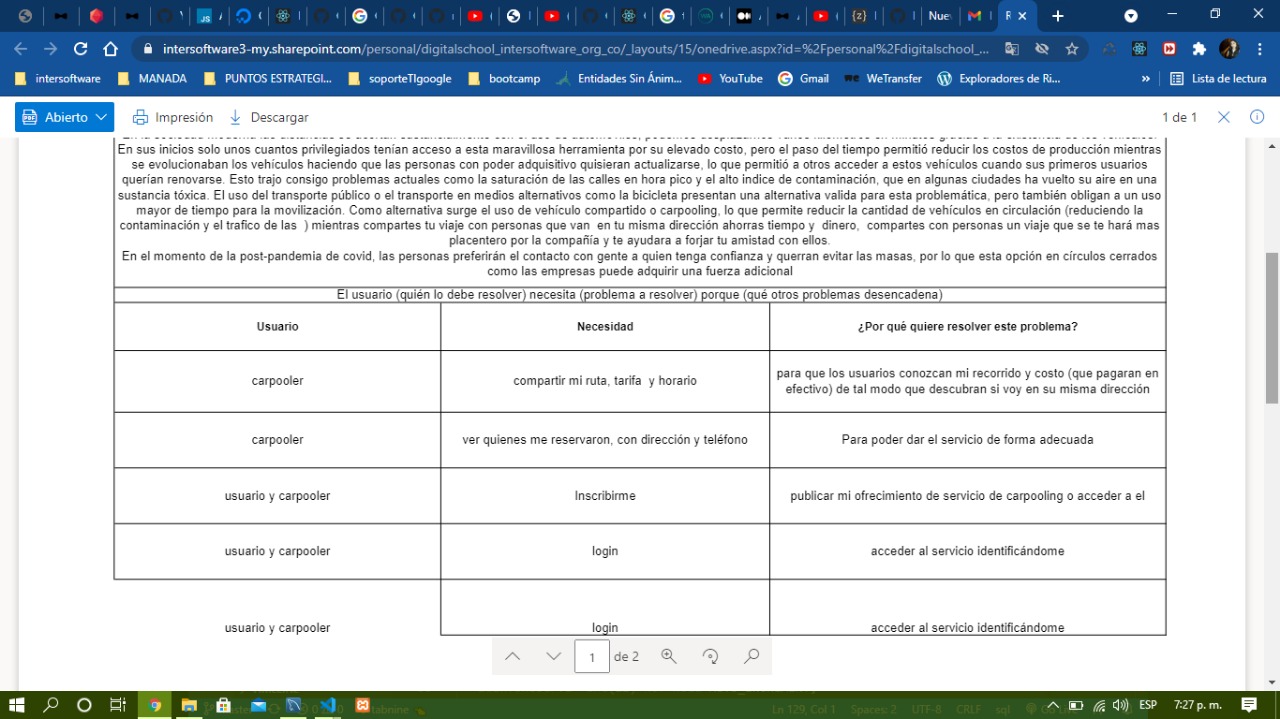 Nue
R
intersoftware3-my.sharepoint.com/personal/digitalschool_intersoftware_org_co/_layouts/15/onedrive.aspx?id=%2Fpersonal%2Fdigitalschool_...
intersoftware
MANADA
PUNTOS ESTRATEGI...
soporteTIgoogle
bootcamp
Entidades Sin Ánim...
YouTube
Gmail
WeTransfer
Exploradores de Ri...
»
Lista de lectura
Abierto
Impresión
Descargar
1 de 1
En sus inicios solo unos cuantos privilegiados tenían acceso a esta maravillosa herramienta por su elevado costo, pero el paso del tiempo permitió reducir los costos de producción mientras
se evolucionaban los vehículos haciendo que las personas con poder adquisitivo quisieran actualizarse, lo que permitió a otros acceder a estos vehículos cuando sus primeros usuarios
querían renovarse. Esto trajo consigo problemas actuales como la saturación de las calles en hora pico y el alto indice de contaminación, que en algunas ciudades ha vuelto su aire en una
sustancia tóxica. El uso del transporte público o el transporte en medios alternativos como la bicicleta presentan una alternativa valida para esta problemática, pero también obligan a un uso
mayor de tiempo para la movilización. Como alternativa surge el uso de vehículo compartido o carpooling, lo que permite reducir la cantidad de vehículos en circulación (reduciendo la
contaminación y el trafico de las ) mientras compartes tu viaje con personas que van en tu misma dirección ahorras tiempo y dinero, compartes con personas un viaje que se te hará mas
placentero por la compañía y te ayudara a forjar tu amistad con ellos.
En el momento de la post-pandemia de covid, las personas preferirán el contacto con gente a quien tenga confianza y querran evitar las masas, por lo que esta opción en círculos cerrados
como las empresas puede adquirir una fuerza adicional
El usuario (quién lo debe resolver) necesita (problema a resolver) porque (qué otros problemas desencadena)
Usuario
Necesidad
¿Por qué quiere resolver este problema?
carpooler
compartir mi ruta, tarifa y horario
para que los usuarios conozcan mi recorrido y costo (que pagaran en
efectivo) de tal modo que descubran si voy en su misma dirección
carpooler
ver quienes me reservaron, con dirección y teléfono
Para poder dar el servicio de forma adecuada
usuario y carpooler
Inscribirme
publicar mi ofrecimiento de servicio de carpooling o acceder a el
usuario y carpooler
login
acceder al servicio identificándome
usuario y carpooler
login
acceder al servicio identificándome
1 de 2
Ln 129, Col 1 Spaces: 2 UTF-8 CRLF sql
ESP
7:27 p. m.